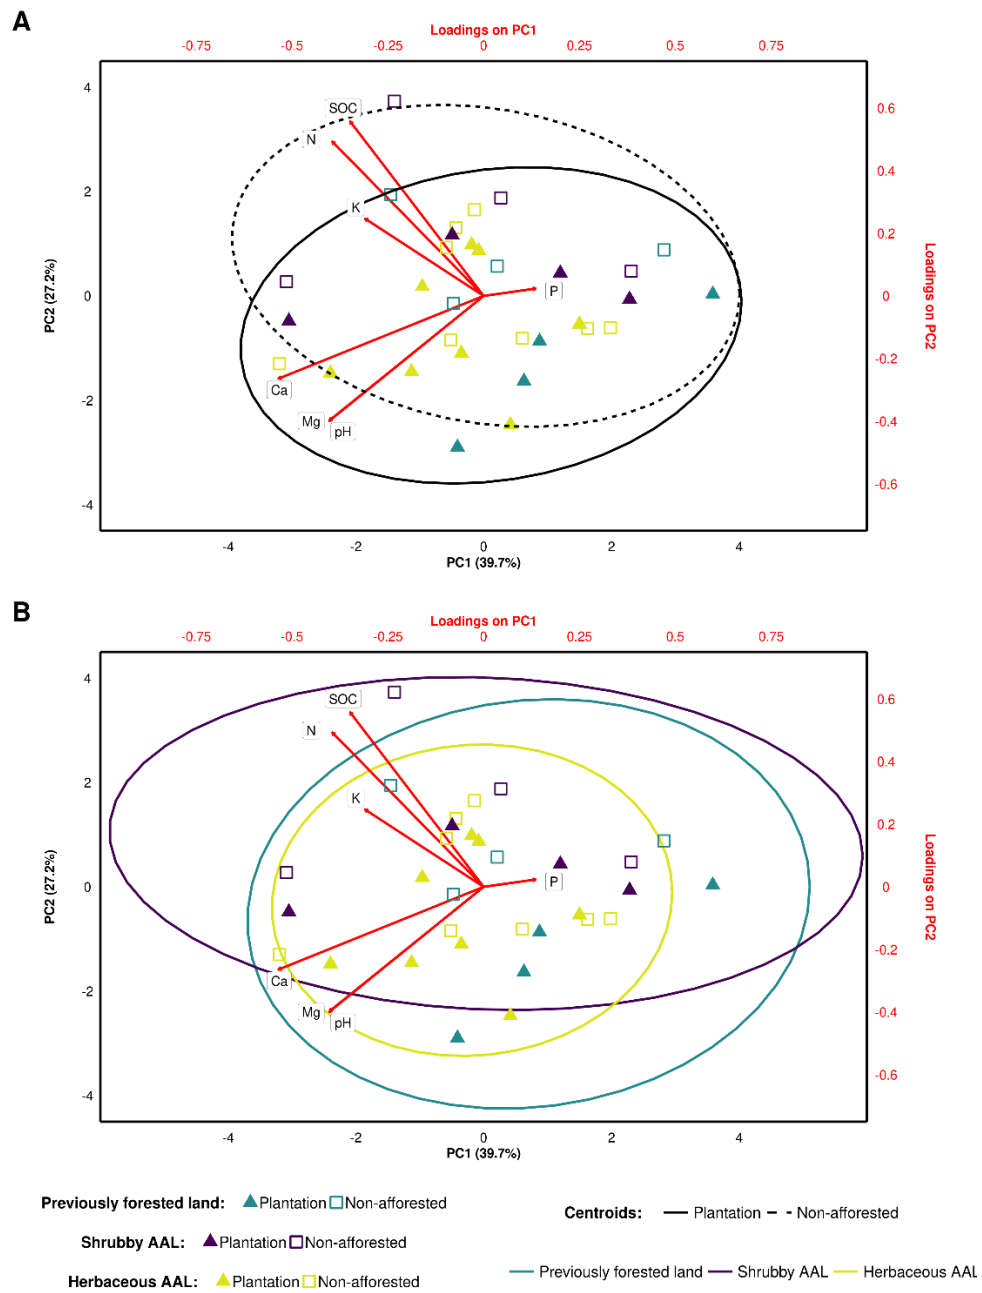 A
Loadings on PC1
-0.75 -0.5 -0.25 0 0.25 0.5 0.75
4
2
0
-2
-4
PC2 (27.2%)
SOC
N
K
P
Ca
Mg
pH
0.6
0.4
0.2
0
-0.2
-0.4
-0.6
Loadings on PC2
-4 -2 0 2 4
PC1 (39.7%)
B
Loadings on PC1
-0.75 -0.5 -0.25 0 0.25 0.5 0.75
4
2
0
-2
-4
PC2 (27.2%)
SOC
N
K
P
Ca
Mg
pH
0.6
0.4
0.2
0
-0.2
-0.4
-0.6
Loadings on PC2
-4 -2 0 2 4
PC1 (39.7%)
Previously forested land: Plantation Non-afforested
Shrubby AAL: Plantation Non-afforested
Herbaceous AAL: Plantation Non-afforested
Centroids: Plantation Non-afforested
Previously forested land Shrubby AAL Herbaceous AAL